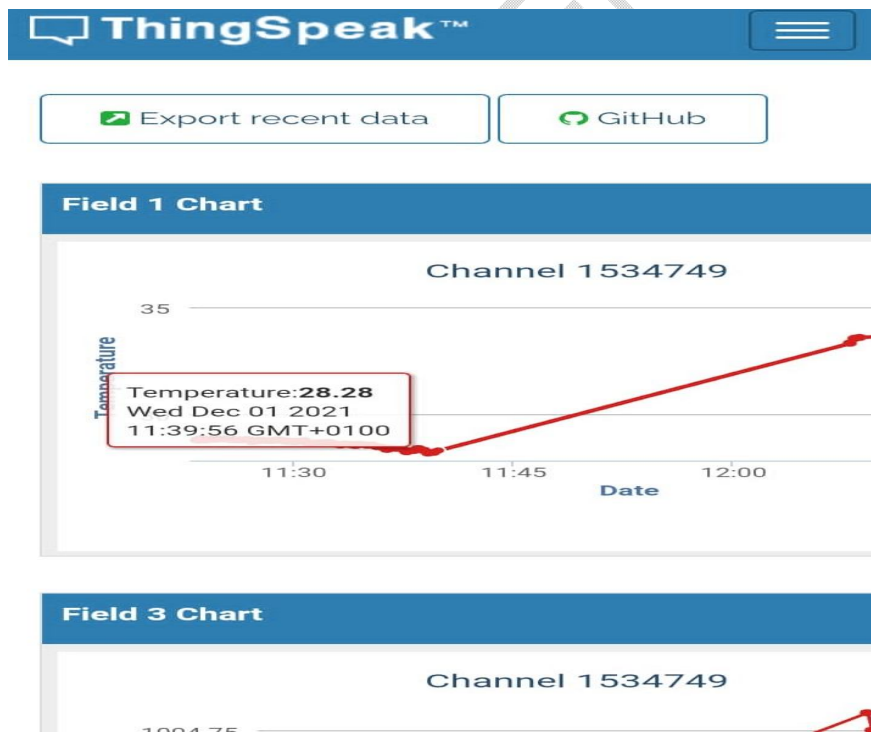 ThingSpeak™
Export recent data
GitHub
Field 1 Chart
Channel 1534749
35
Temperature
Temperature:28.28
Wed Dec 01 2021
11:39:56 GMT+0100
11:30
11:45
12:00
Date
Field 3 Chart
Channel 1534749